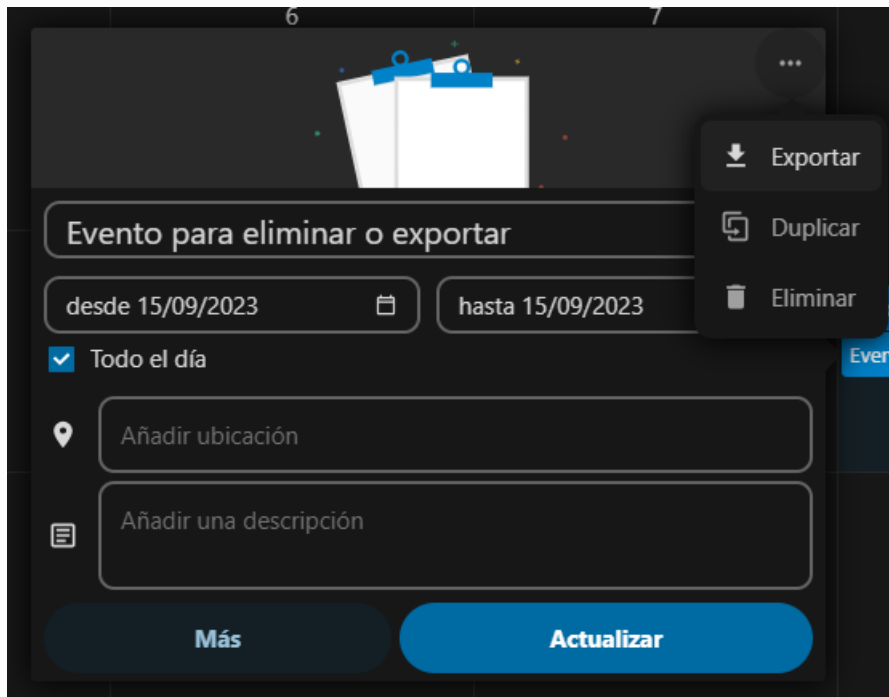 6
7
Exportar
Duplicar
Eliminar
Evento para eliminar o exportar
desde 15/09/2023
hasta 15/09/2023
Todo el día
Even
Añadir ubicación
Añadir una descripción
Más
Actualizar